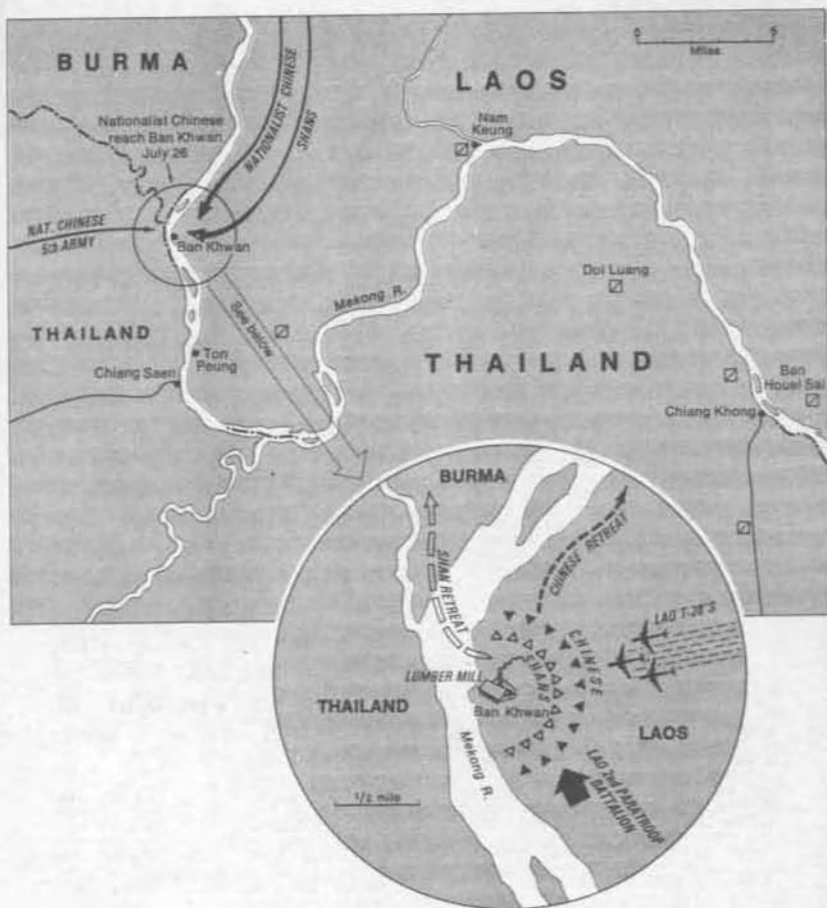 BURMA
Nationalist Chinese
reach Ban Khwan
July 26
NATIONALIST CHINESE
SHANS
NAT. CHINESE
5th ARMY
Ban Khwan
THAILAND
Chiang Saen
Ton
Peung
See below
0 5
Miles
LAOS
Nam
Keung
Mekong R.
Doi Luang
THAILAND
Ban
Houei Sai
Chiang Khong
BURMA
SHAN RETREAT
CHINESE RETREAT
LAO T-28'S
CHINESE
SHANS
LUMBER MILL
Ban Khwan
THAILAND
LAOS
Mekong R.
1/2 mile
LAO 2nd PARATROOP
BATTALION